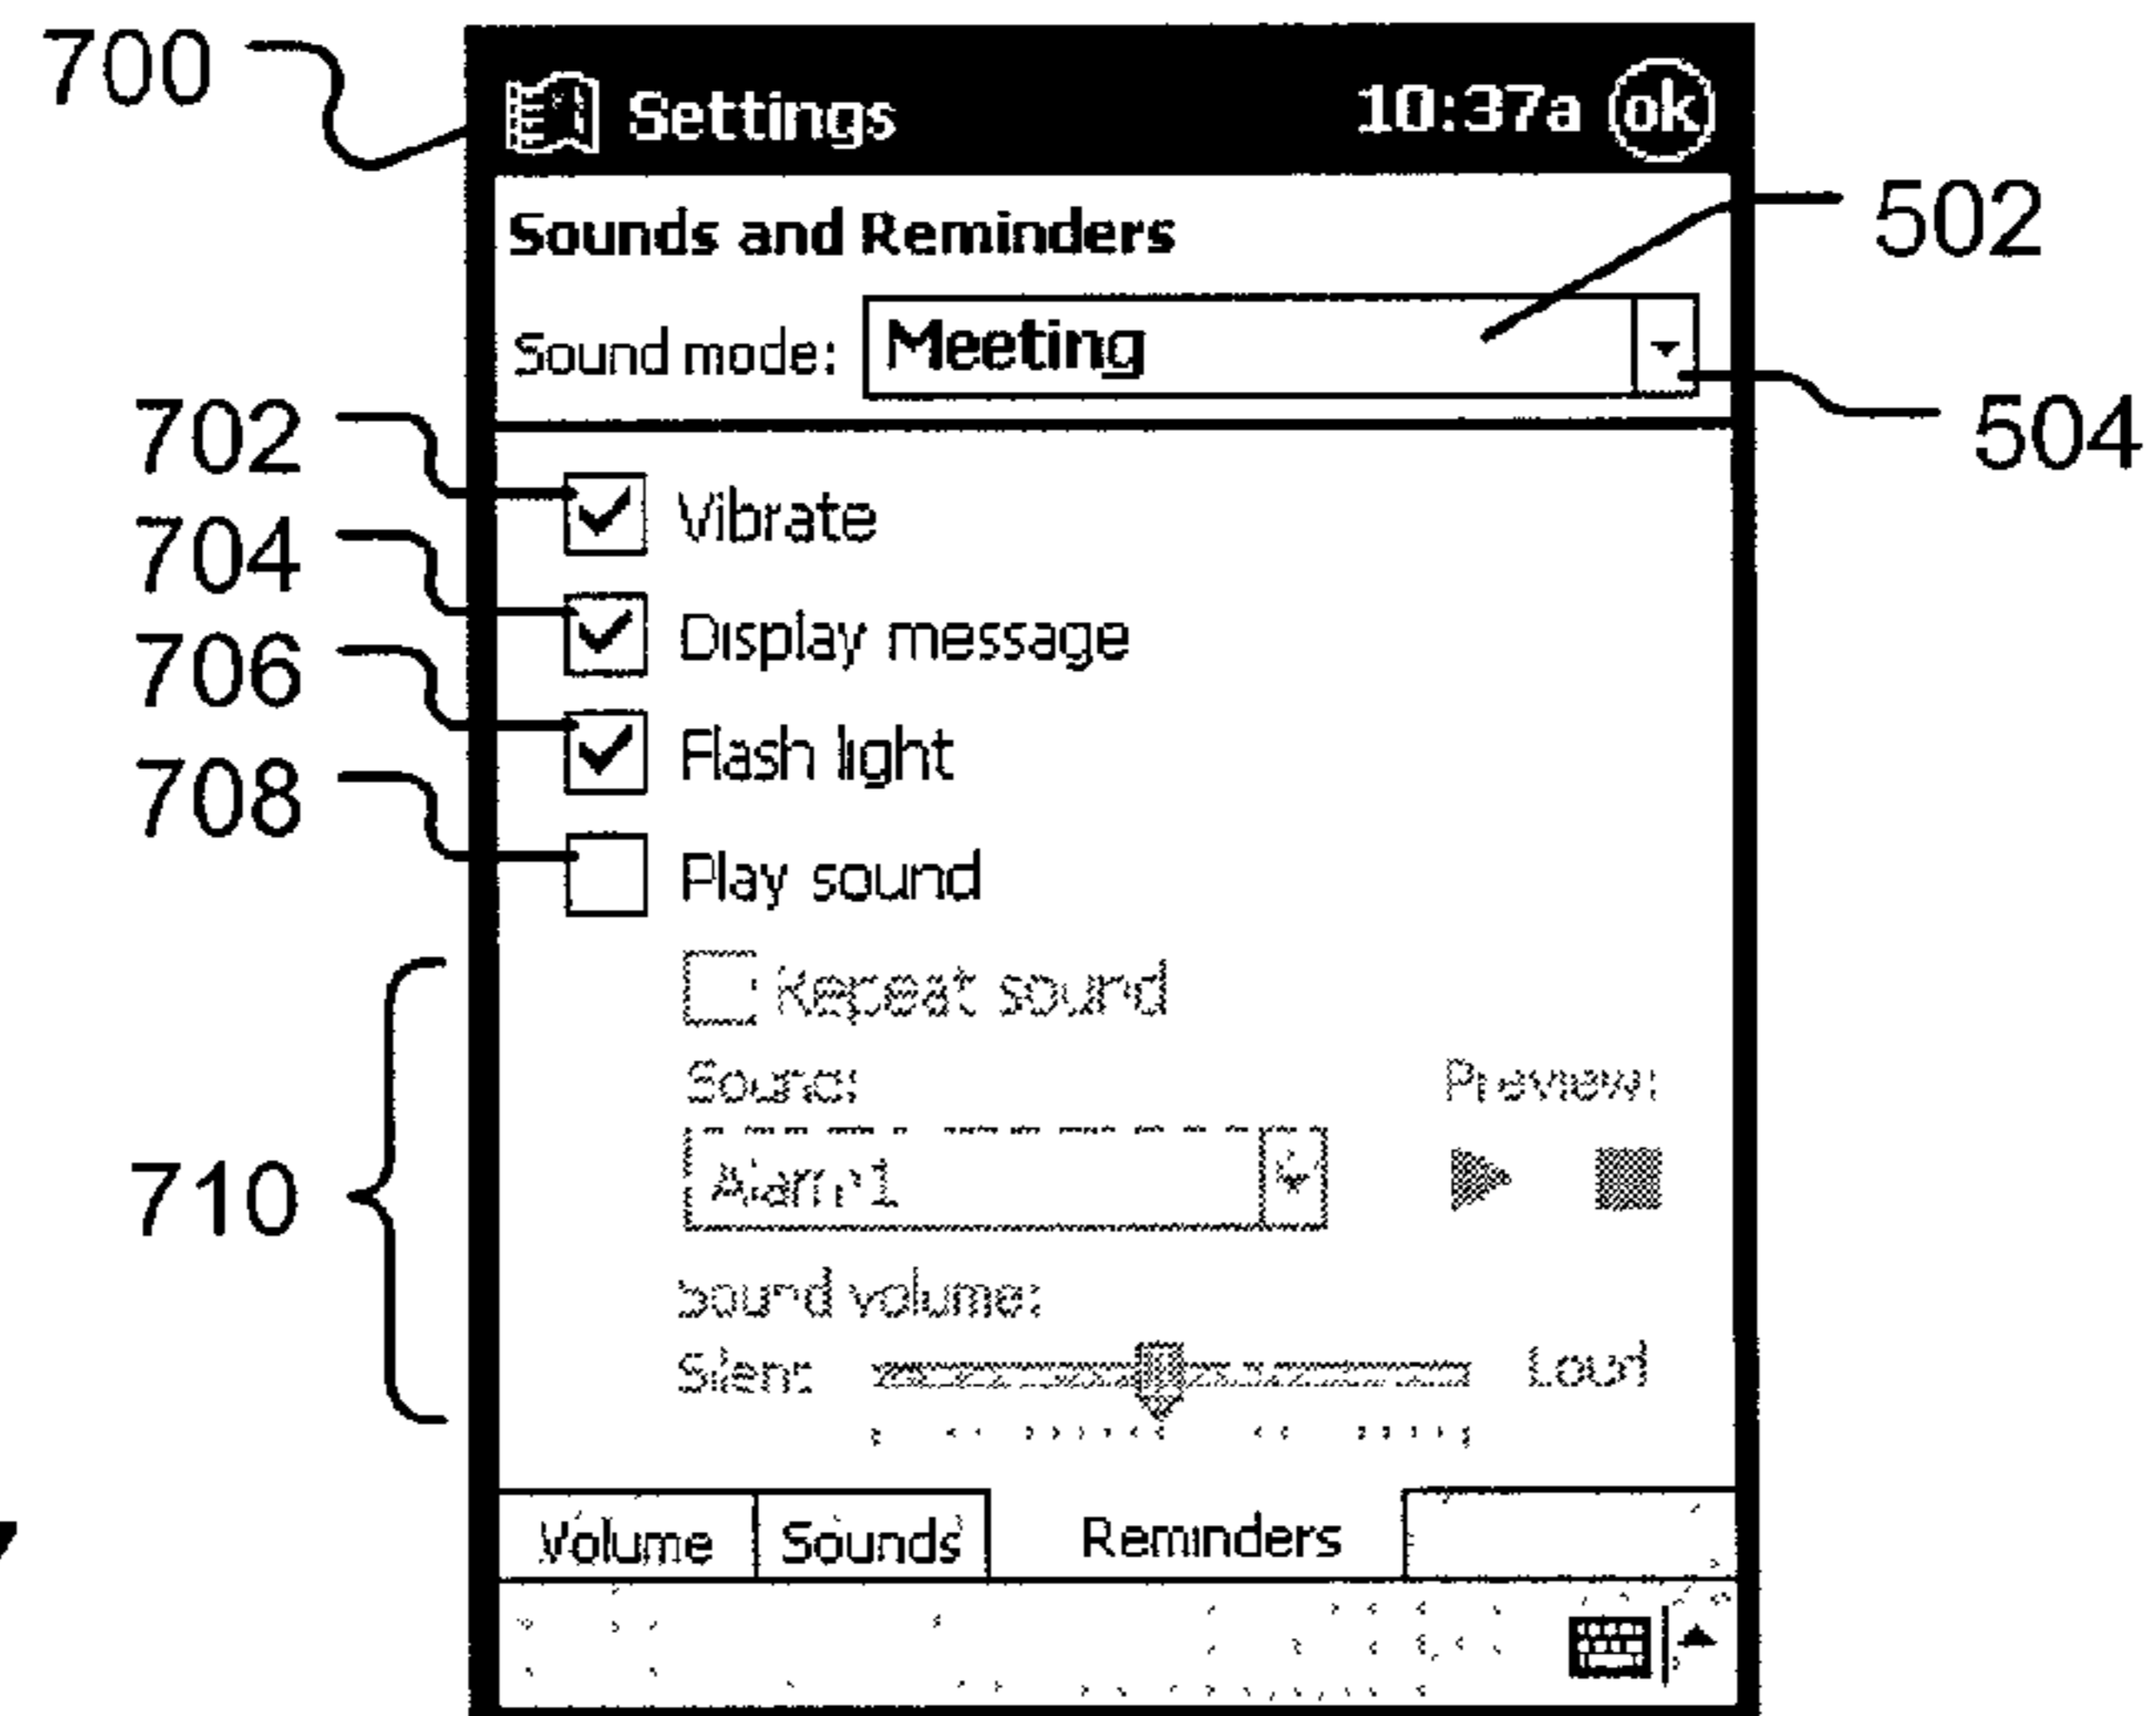 700
Settings 10:37a ok
Sounds and Reminders
502
Sound mode: Meeting
504
702 Vibrate
704 Display message
706 Flash light
708 Play sound
Repeat sound
Sound: Preview:
710 Alarm1
Sound volume:
Silent Loud
Volume Sounds Reminders